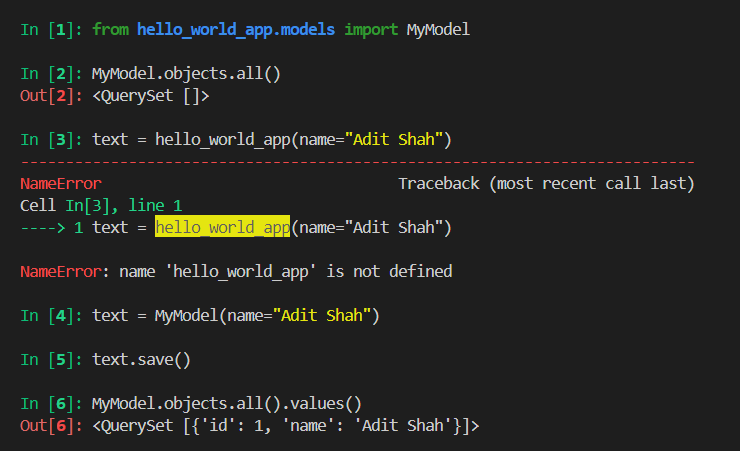 In [1]: from hello_world_app.models import MyModel
In [2]: MyModel.objects.all()
Out[2]: <QuerySet []>
In [3]: text = hello_world_app(name="Adit Shah")
---------------------------------------------------------------------------
NameError                                 Traceback (most recent call last)
Cell In[3], line 1
----> 1 text = hello_world_app(name="Adit Shah")
NameError: name 'hello_world_app' is not defined
In [4]: text = MyModel(name="Adit Shah")
In [5]: text.save()
In [6]: MyModel.objects.all().values()
Out[6]: <QuerySet [{'id': 1, 'name': 'Adit Shah'}]>